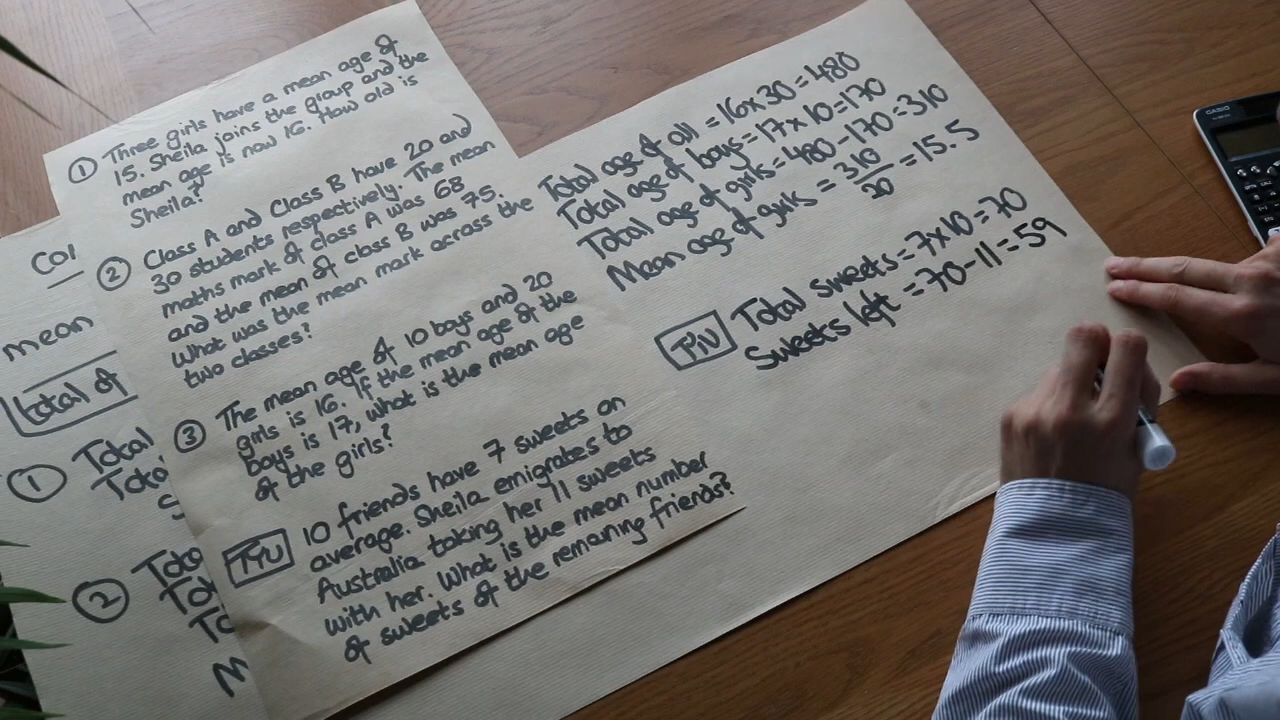 ① Three girls have a mean age of
15. Sheila joins the group and the
mean age is now 16. How old is
Sheila?
② Class A and Class B have 20 and
30 students respectively. The mean
maths mark of class A was 68
and the mean of class B was 75.
What was the mean mark across the
two classes?
③ The mean age of 10 boys and 20
girls is 16. If the mean age of the
boys is 17, what is the mean age
of the girls?
TYU 10 friends have 7 sweets on
average. Sheila emigrates to
Australia taking her 11 sweets
with her. What is the mean number
of sweets of the remaining friends?
mean
total of
① Total
②
Total age of all = 16 x 30 = 480
Total age of boys = 17 x 10 = 170
Total age of girls = 480 - 170 = 310
Mean age of girls = 310/20 = 15.5
TYU Total sweets = 7 x 10 = 70
Sweets left = 70 - 11 = 59
CASIO